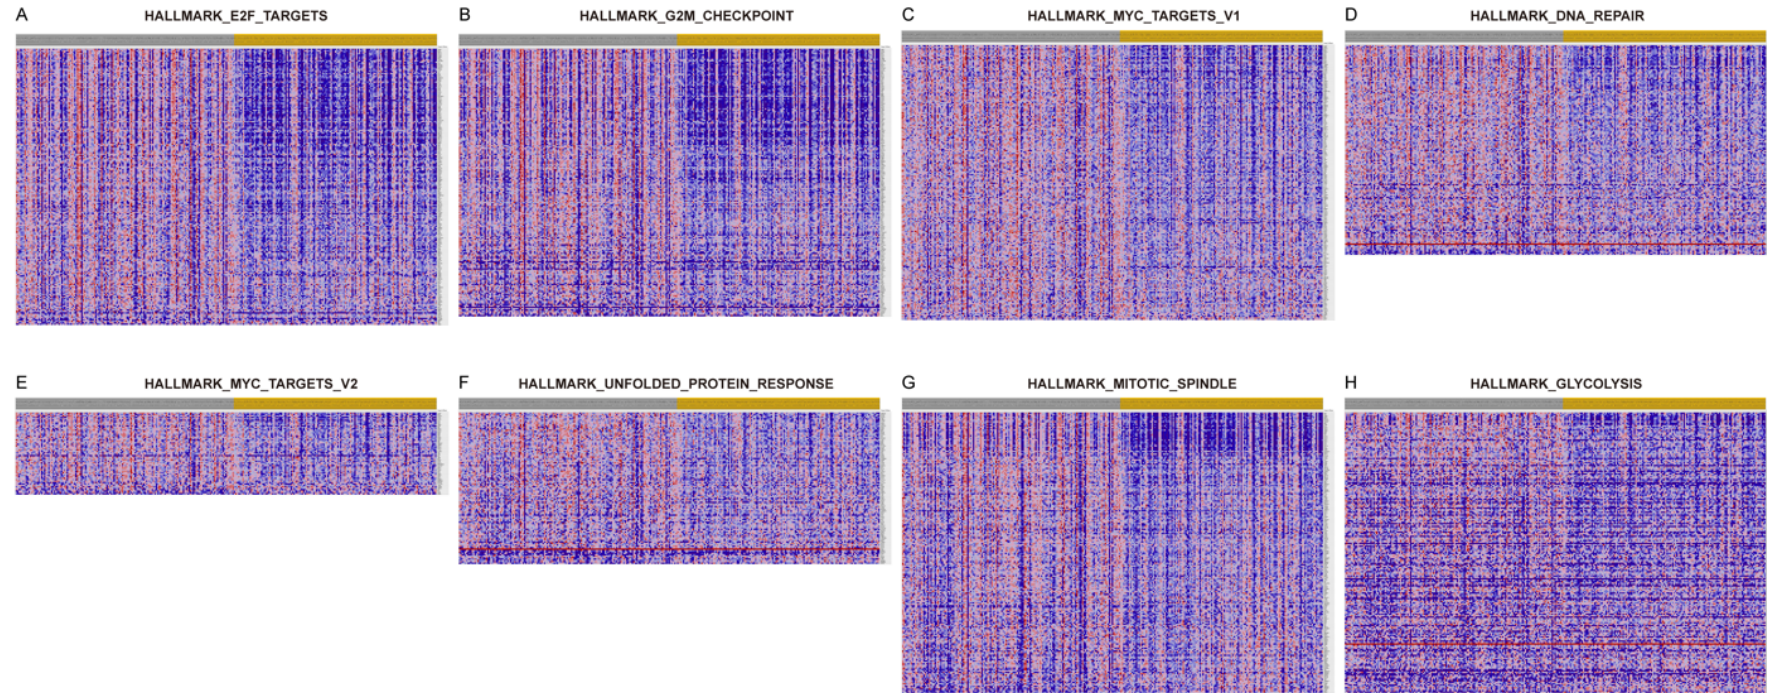 A HALLMARK_E2F_TARGETS
B HALLMARK_G2M_CHECKPOINT
C HALLMARK_MYC_TARGETS_V1
D HALLMARK_DNA_REPAIR
E HALLMARK_MYC_TARGETS_V2
F HALLMARK_UNFOLDED_PROTEIN_RESPONSE
G HALLMARK_MITOTIC_SPINDLE
H HALLMARK_GLYCOLYSIS